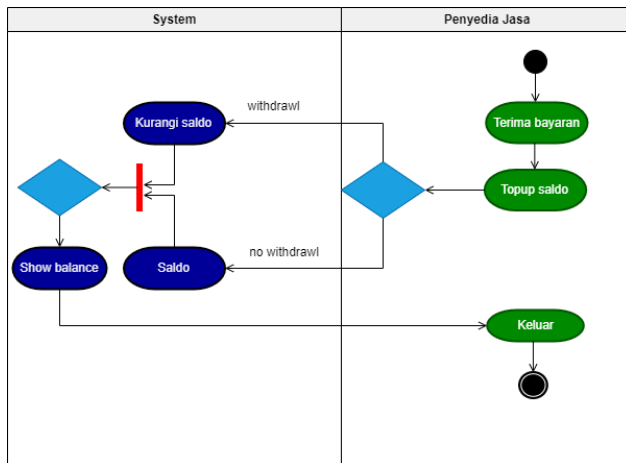 System
Penyedia Jasa
withdrawl
Kurangi saldo
Terima bayaran
Topup saldo
no withdrawl
Show balance
Saldo
Keluar